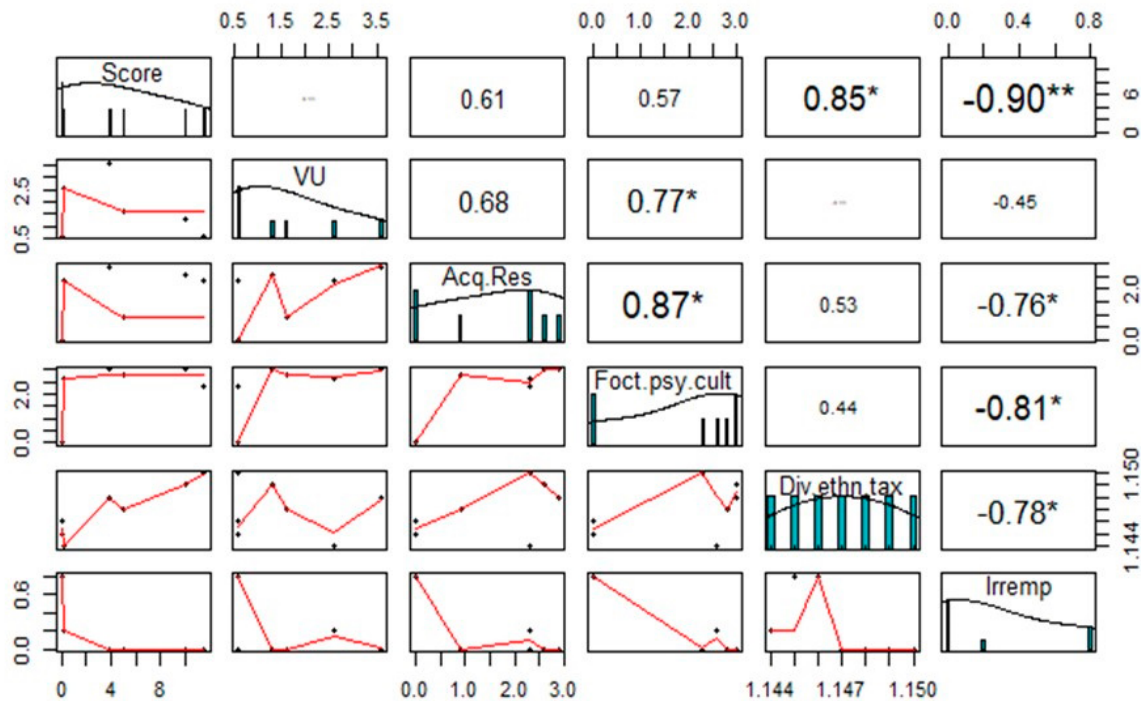 0.5 1.5 2.5 3.5 0.0 1.0 2.0 3.0 0.0 0.4 0.8
Score 0.61 0.57 0.85* -0.90** 0 6
0.5 2.5 VU 0.68 0.77* -0.45
Acq.Res 0.87* 0.53 -0.76* 0.0 2.0
0.0 2.0 Foct.psy.cult 0.44 -0.81*
Div.ethn.tax -0.78* 1.144 1.150
0.0 0.6 Irremp
0 4 8 0.0 1.0 2.0 3.0 1.144 1.147 1.150